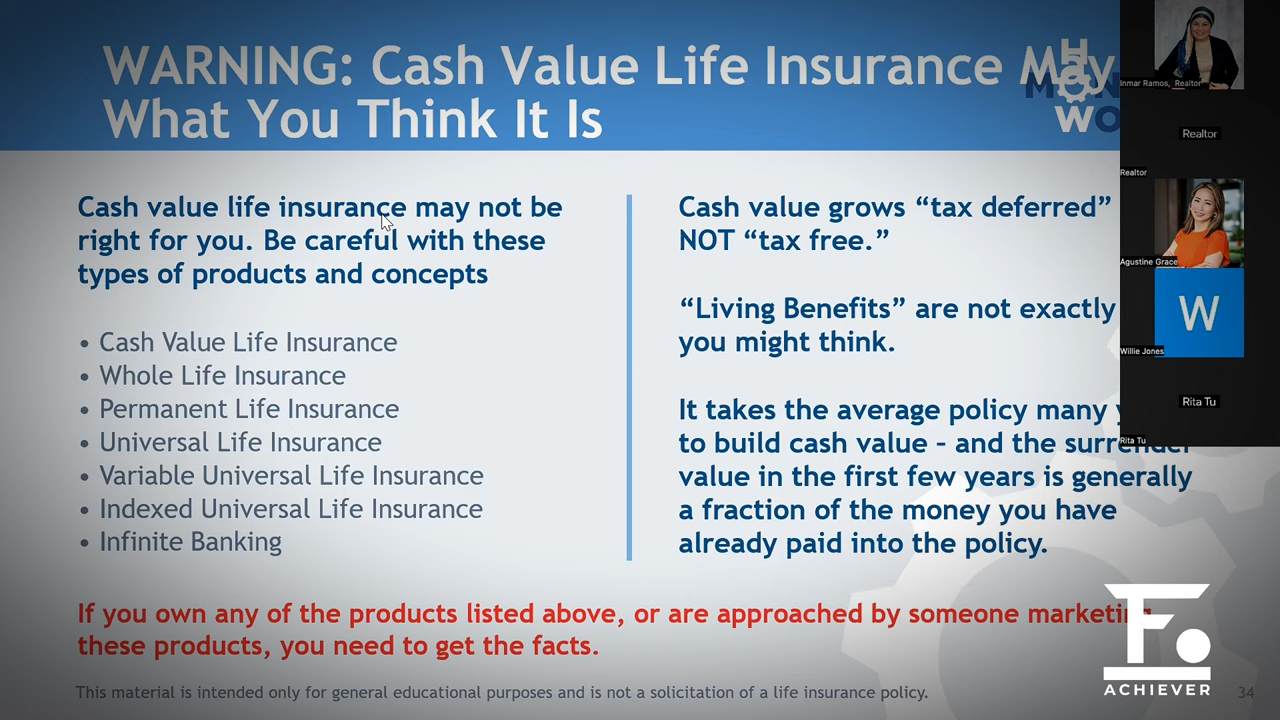 WARNING: Cash Value Life Insurance May
What You Think It Is
H
W
Cash value life insurance may not be
right for you. Be careful with these
types of products and concepts
• Cash Value Life Insurance
• Whole Life Insurance
• Permanent Life Insurance
• Universal Life Insurance
• Variable Universal Life Insurance
• Indexed Universal Life Insurance
• Infinite Banking
Cash value grows “tax deferred”
NOT “tax free.”
“Living Benefits” are not exactly
you might think.
It takes the average policy many
to build cash value – and the surrender
value in the first few years is generally
a fraction of the money you have
already paid into the policy.
If you own any of the products listed above, or are approached by someone marketing
these products, you need to get the facts.
This material is intended only for general educational purposes and is not a solicitation of a life insurance policy.
34
Inmar Ramos, Realtor
Realtor
Realtor
Agustine Grace
W
Willie Jones
Rita Tu
Rita Tu
ACHIEVER